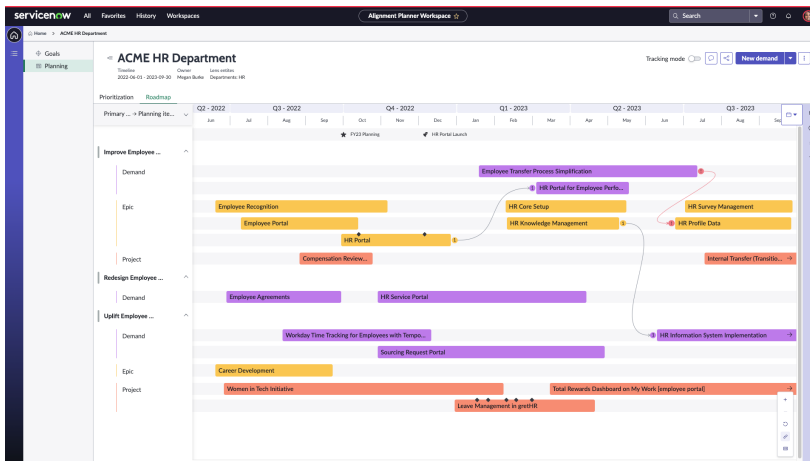 servicenow All Favorites History Workspaces Alignment Planner Workspace ☆ Search
Home > ACME HR Department
Goals
Planning
ACME HR Department
Timeline Owner Lens entities
2022-06-01 - 2023-09-30 Megan Burke Departments: HR
Tracking mode New demand
Prioritization Roadmap
Primary ... → Planning ite...
Q2 - 2022 Q3 - 2022 Q4 - 2022 Q1 - 2023 Q2 - 2023 Q3 - 2023
Jun Jul Aug Sep Oct Nov Dec Jan Feb Mar Apr May Jun Jul Aug Sep
FY23 Planning HR Portal Launch
Improve Employee ...
Demand Employee Transfer Process Simplification
HR Portal for Employee Perfo...
Epic Employee Recognition HR Core Setup HR Survey Management
Employee Portal HR Knowledge Management HR Profile Data
HR Portal
Project Compensation Review... Internal Transfer (Transitio...
Redesign Employee ...
Demand Employee Agreements HR Service Portal
Uplift Employee ...
Demand Workday Time Tracking for Employees with Tempo... HR Information System Implementation
Sourcing Request Portal
Epic Career Development
Project Women in Tech Initiative Total Rewards Dashboard on My Work [employee portal]
Leave Management in gretHR